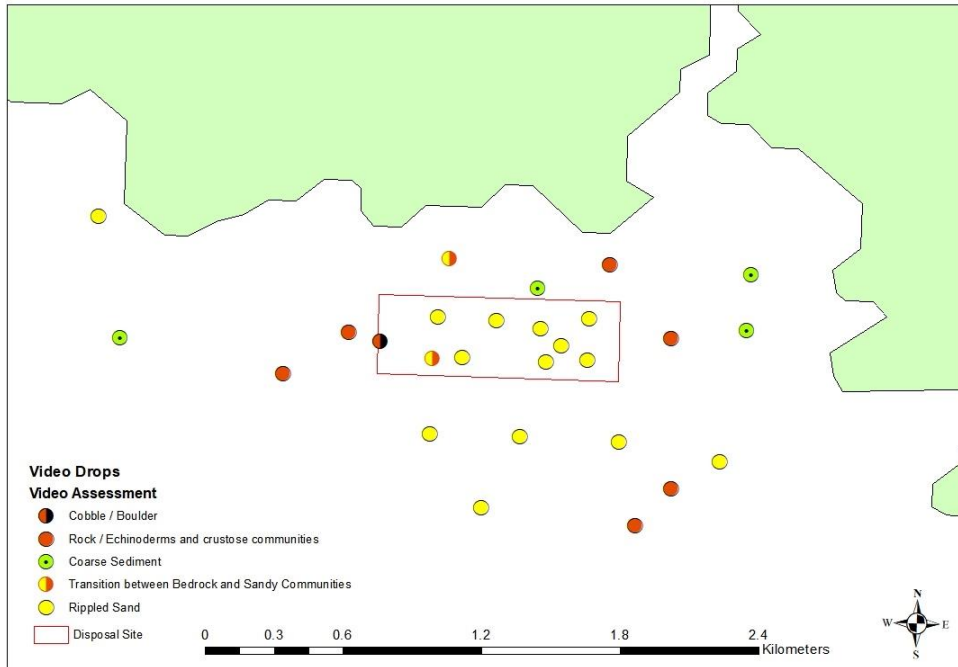 Video Drops
Video Assessment
Cobble / Boulder
Rock / Echinoderms and crustose communities
Coarse Sediment
Transition between Bedrock and Sandy Communities
Rippled Sand
Disposal Site
0 0.3 0.6 1.2 1.8 2.4
Kilometers
N
W E
S